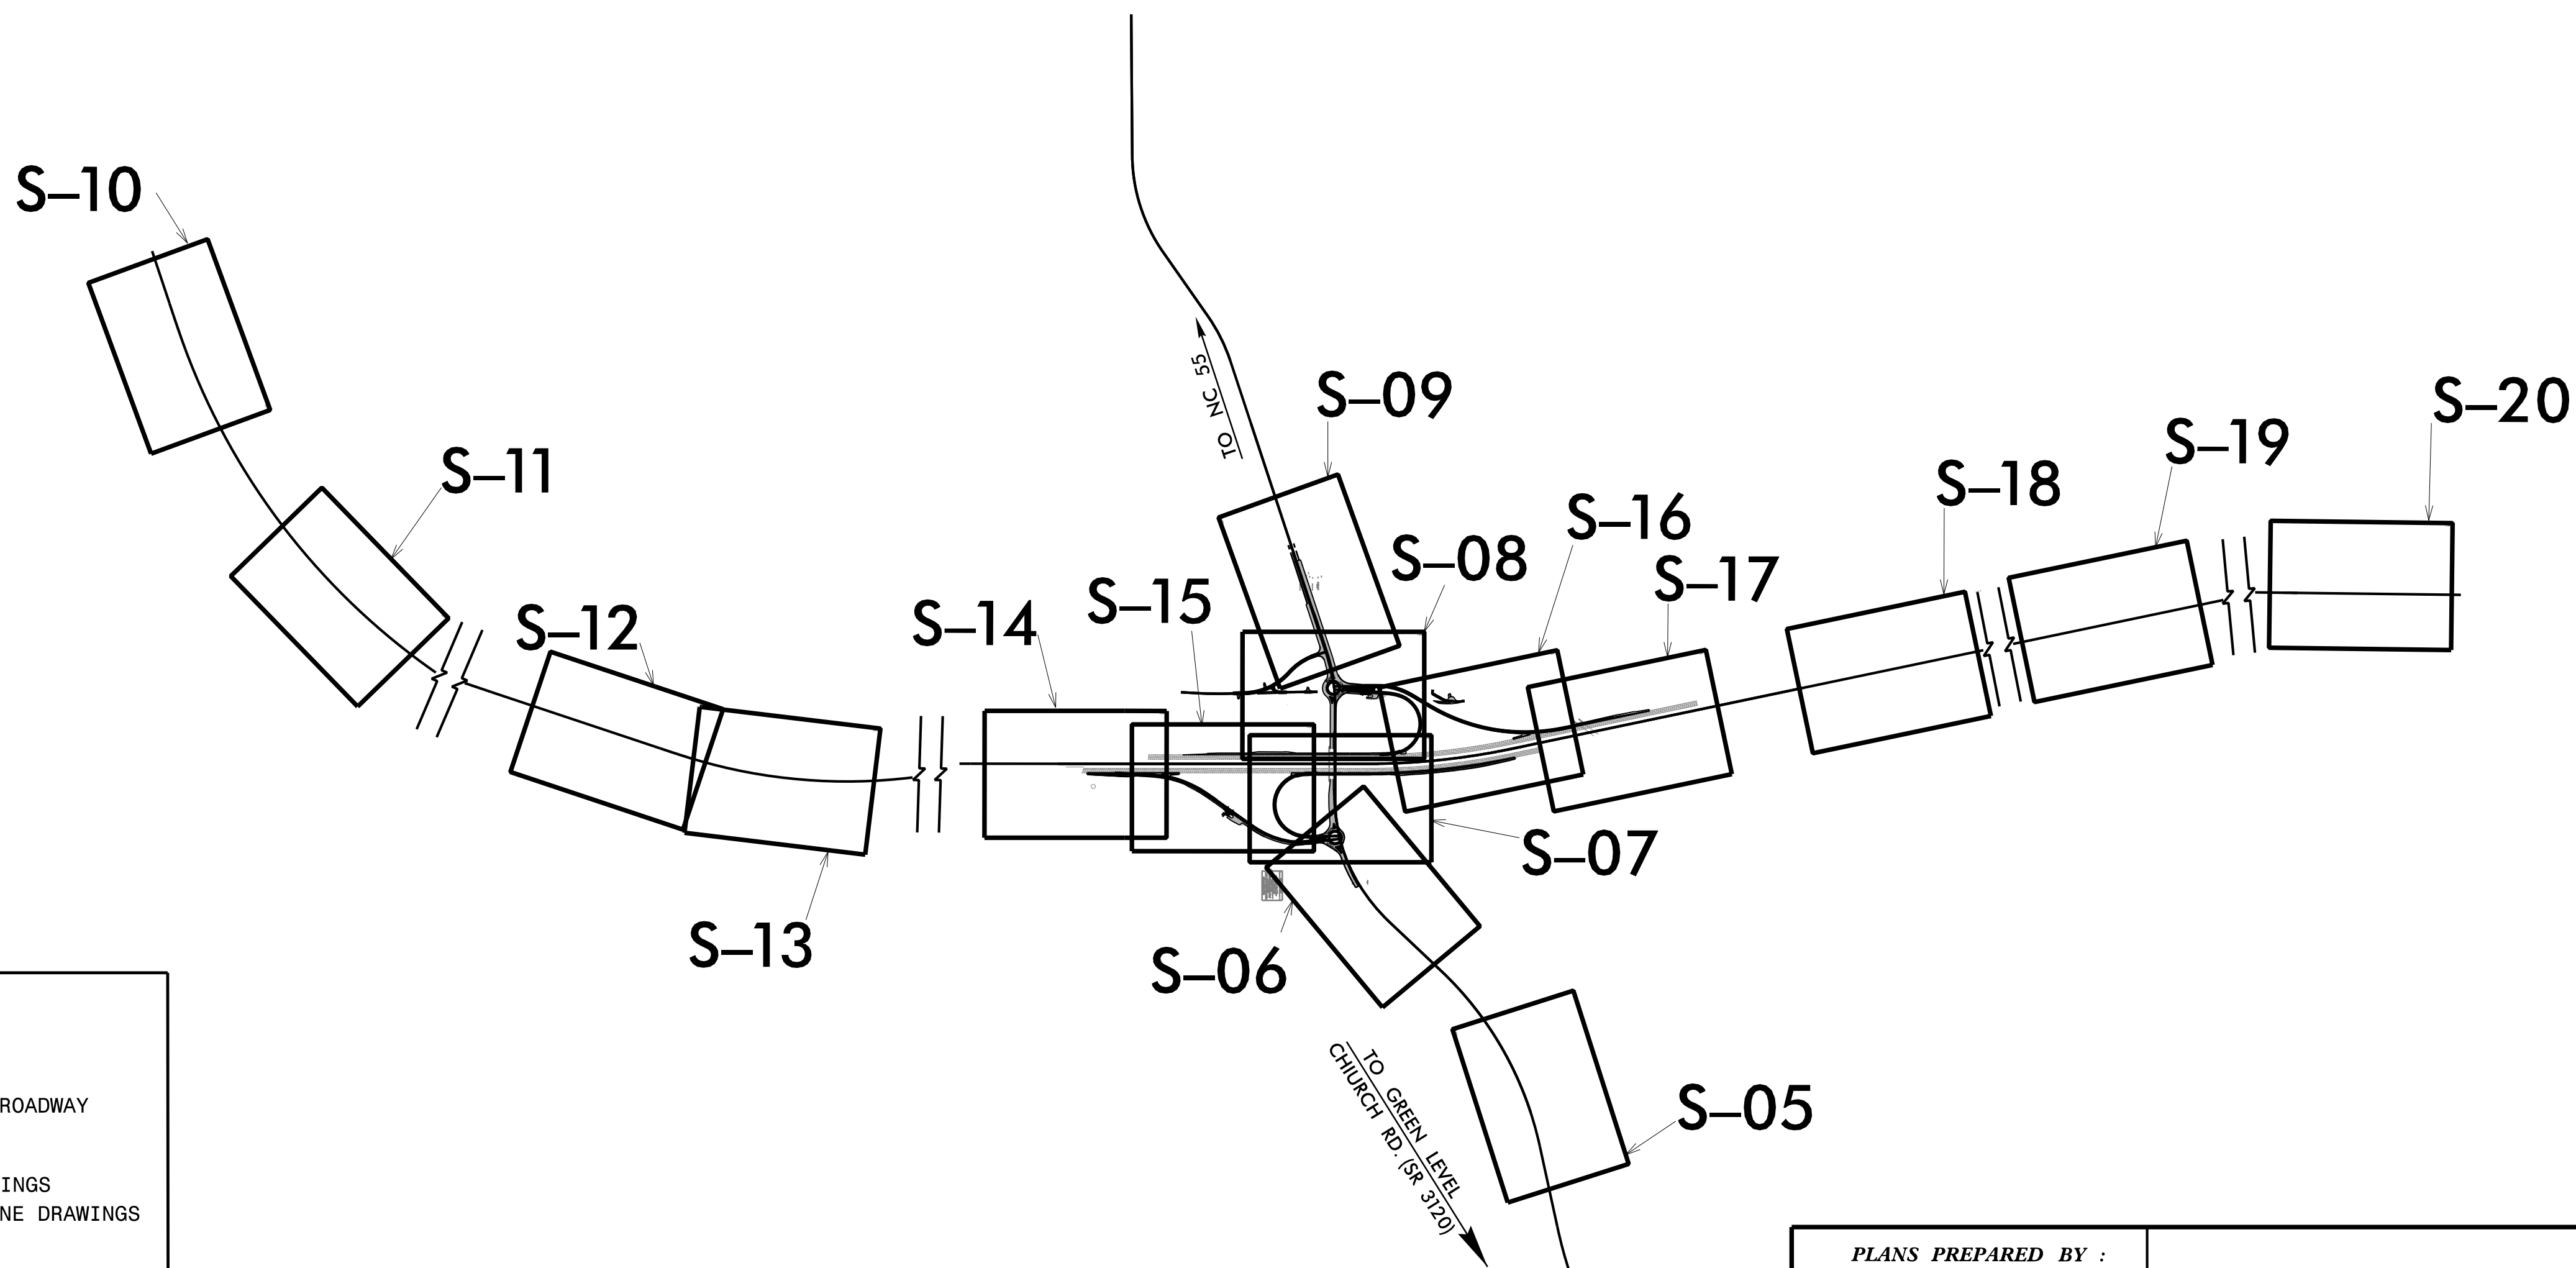 S-10
S-09
S-20
S-19
S-11
S-18
S-16
S-08
S-17
S-15
S-14
S-12
S-07
S-13
S-06
S-05
TO NC 55
TO GREEN LEVEL
CHIURCH RD. (SR 3120)
ROADWAY
INGS
NE DRAWINGS
PLANS PREPARED BY :